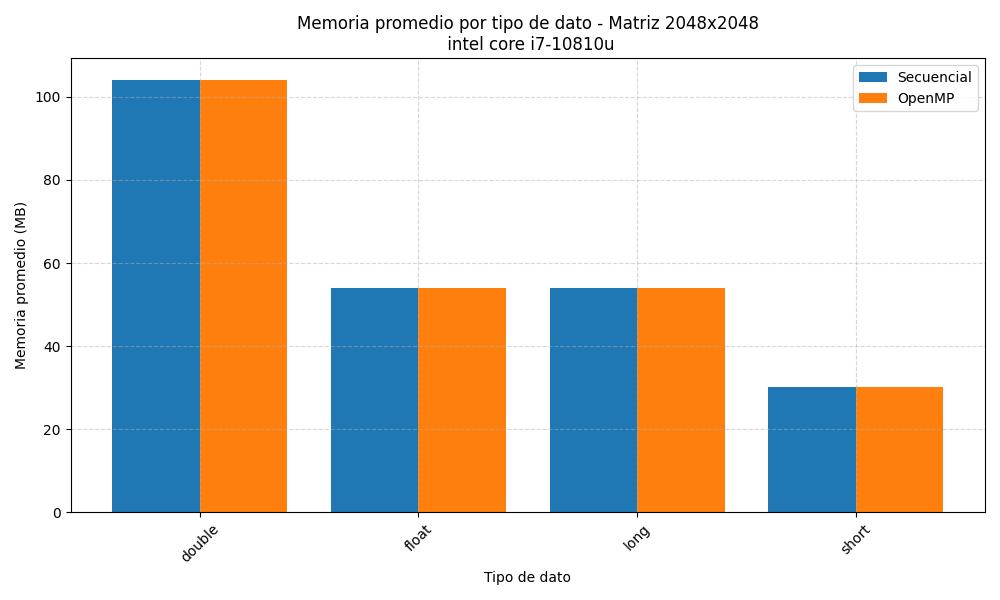 Memoria promedio por tipo de dato - Matriz 2048x2048
intel core i7-10810u
Secuencial
OpenMP
Memoria promedio (MB)
100
80
60
40
20
0
double
float
long
short
Tipo de dato